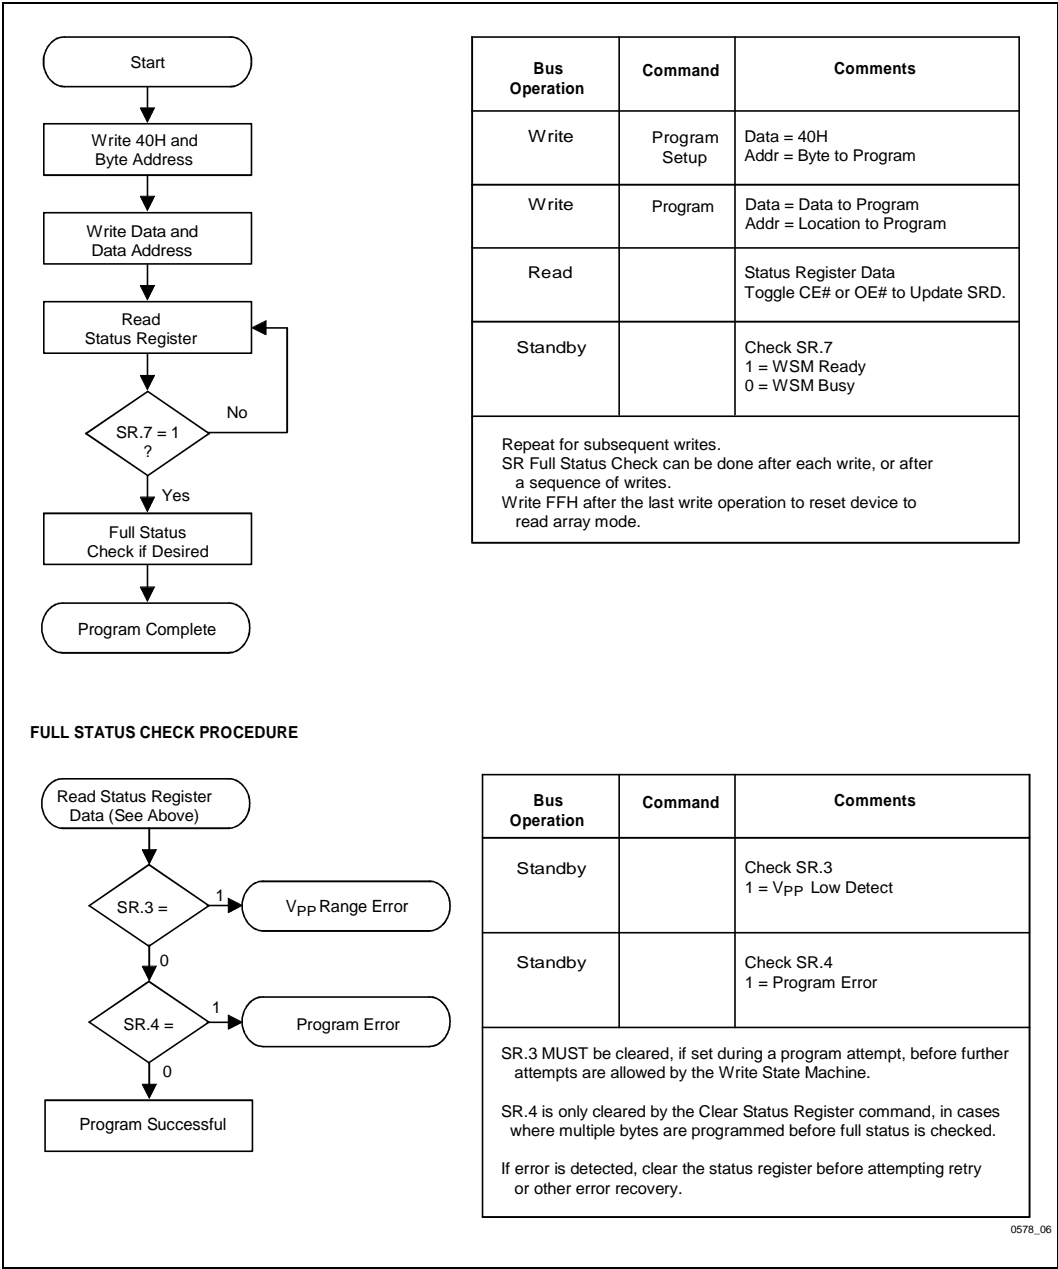 Start
Write 40H and
Byte Address
Write Data and
Data Address
Read
Status Register
No
SR.7 = 1
?
Yes
Full Status
Check if Desired
Program Complete
Bus
Operation
Command
Comments
Write
Program
Setup
Data = 40H
Addr = Byte to Program
Write
Program
Data = Data to Program
Addr = Location to Program
Read
Status Register Data
Toggle CE# or OE# to Update SRD.
Standby
Check SR.7
1 = WSM Ready
0 = WSM Busy
Repeat for subsequent writes.
SR Full Status Check can be done after each write, or after
a sequence of writes.
Write FFH after the last write operation to reset device to
read array mode.
FULL STATUS CHECK PROCEDURE
Read Status Register
Data (See Above)
SR.3 =
1
VPP Range Error
0
SR.4 =
1
Program Error
0
Program Successful
Bus
Operation
Command
Comments
Standby
Check SR.3
1 = VPP Low Detect
Standby
Check SR.4
1 = Program Error
SR.3 MUST be cleared, if set during a program attempt, before further
attempts are allowed by the Write State Machine.
SR.4 is only cleared by the Clear Status Register command, in cases
where multiple bytes are programmed before full status is checked.
If error is detected, clear the status register before attempting retry
or other error recovery.
0578_06